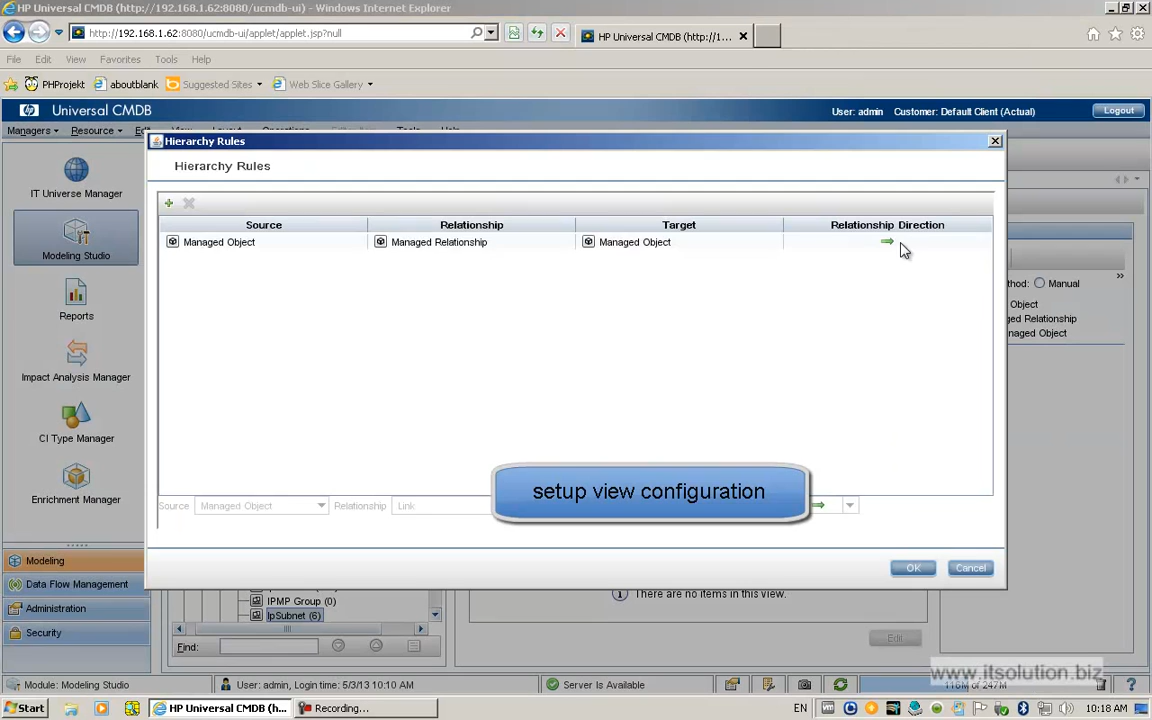 HP Universal CMDB (http://192.168.1.62:8080/ucmdb-ui) - Windows Internet Explorer
http://192.168.1.62:8080/ucmdb-ui/applet/applet.jsp?null
HP Universal CMDB (http://1...
File Edit View Favorites Tools Help
PHProjekt aboutblank Suggested Sites Web Slice Gallery
hp Universal CMDB User: admin Customer: Default Client (Actual) Logout
Managers Resource
Hierarchy Rules
Hierarchy Rules
IT Universe Manager
Modeling Studio
Reports
Impact Analysis Manager
CI Type Manager
Enrichment Manager
Source Relationship Target Relationship Direction
Managed Object Managed Relationship Managed Object
Manual
Object
Relationship
Object
setup view configuration
Source Managed Object Relationship Link
OK Cancel
Modeling
Data Flow Management
Administration
Security
IPMP Group (0)
IpSubnet (6)
Find:
There are no items in this view.
Edit
www.itsolution.biz
Module: Modeling Studio User: admin, Login time: 5/3/13 10:10 AM Server Is Available 116M of 247M
Start HP Universal CMDB (h... Recording... EN 10:18 AM